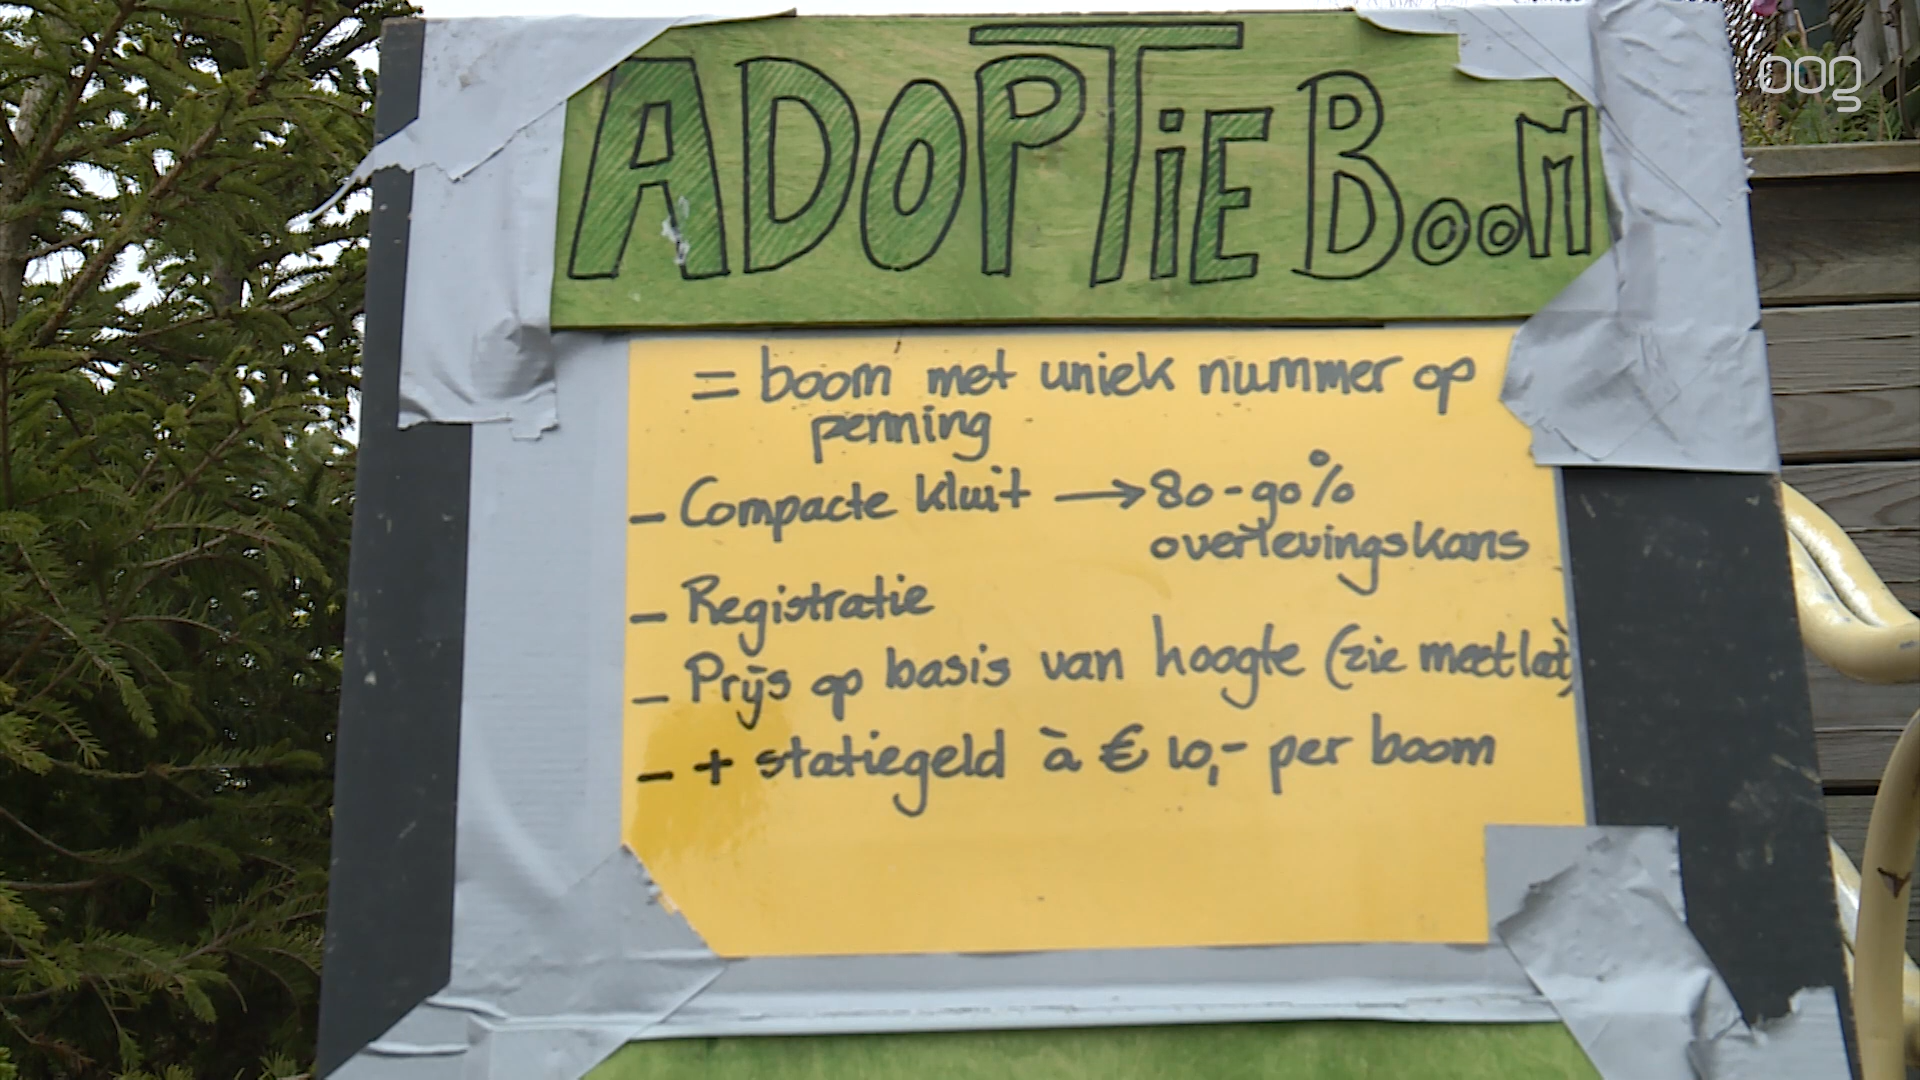 oog
ADOPTiE BooM
= boom met uniek nummer op
penning
- Compacte kluit → 80-90%
overlevingskans
- Registratie
- Prijs op basis van hoogte (zie meetlat)
- + statiegeld à € 10,- per boom